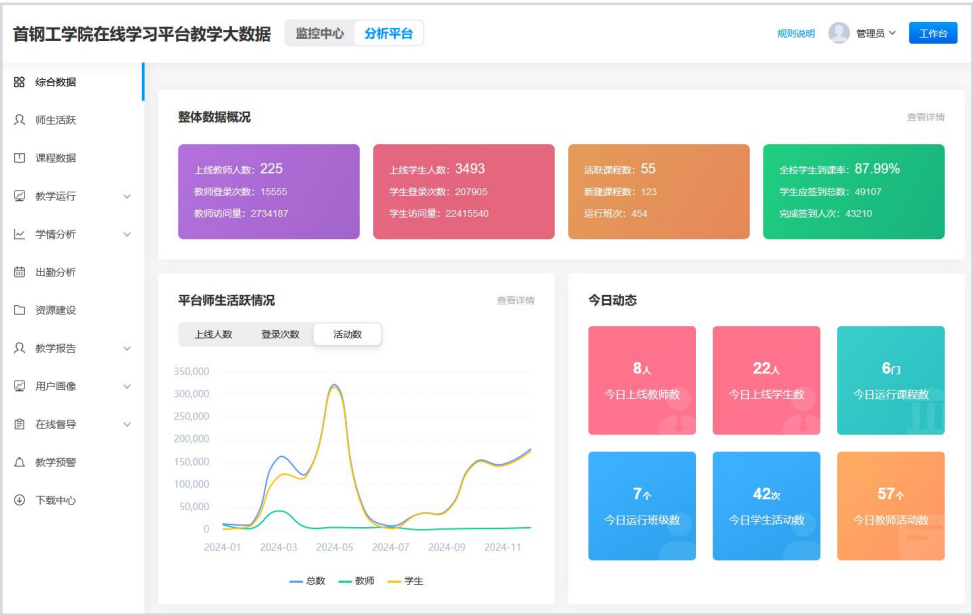 首钢工学院在线学习平台教学大数据 监控中心 分析平台 规则说明 管理员 工作台
综合数据
师生活跃
课程数据
教学运行
学情分析
出勤分析
资源建设
教学报告
用户画像
在线督导
教学预警
下载中心
整体数据概况 查看详情
上线教师人数: 225
教师登录次数: 15555
教师访问量: 2734187
上线学生人数: 3493
学生登录次数: 207905
学生访问量: 22415540
活跃课程数: 55
新建课程数: 123
运行班次: 454
全校学生到课率: 87.99%
学生应签到总数: 49107
完成签到人次: 43210
平台师生活跃情况 查看详情
上线人数 登录次数 活动数
350,000
300,000
250,000
200,000
150,000
100,000
50,000
0
2024-01 2024-03 2024-05 2024-07 2024-09 2024-11
总数 教师 学生
今日动态
8人
今日上线教师数
22人
今日上线学生数
6门
今日运行课程数
7个
今日运行班级数
42次
今日学生活动数
57个
今日教师活动数